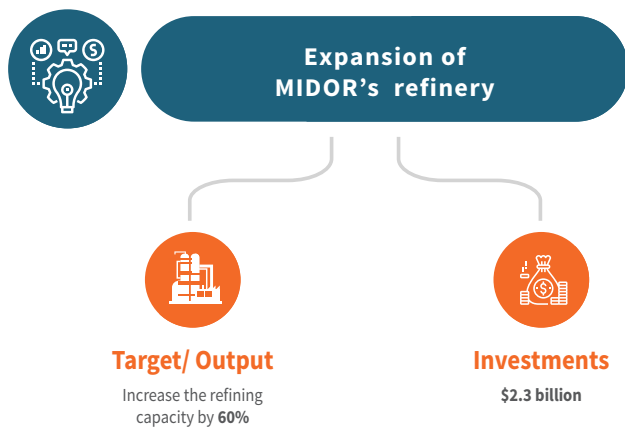 Expansion of
MIDOR's refinery
Target/ Output
Increase the refining
capacity by 60%
Investments
$2.3 billion